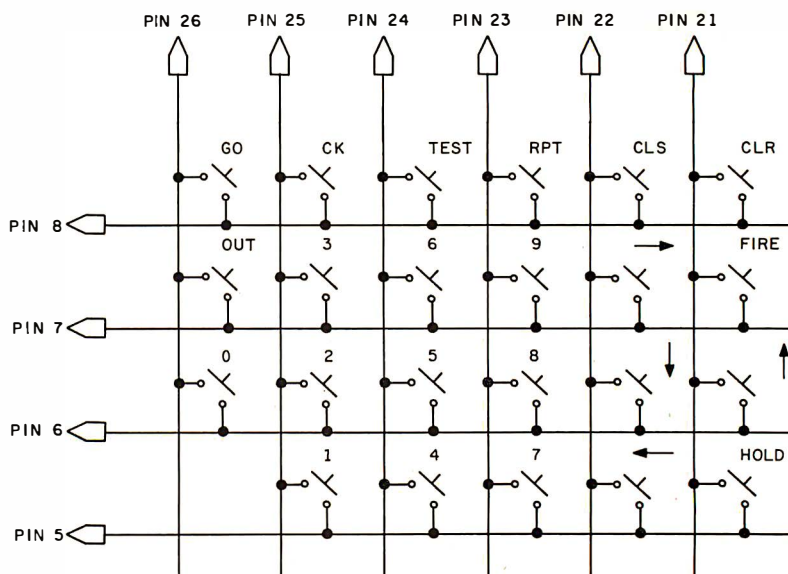 PIN 26 PIN 25 PIN 24 PIN 23 PIN 22 PIN 21
GO CK TEST RPT CLS CLR
PIN 8
OUT 3 6 9 FIRE
PIN 7
0 2 5 8
PIN 6
1 4 7 HOLD
PIN 5